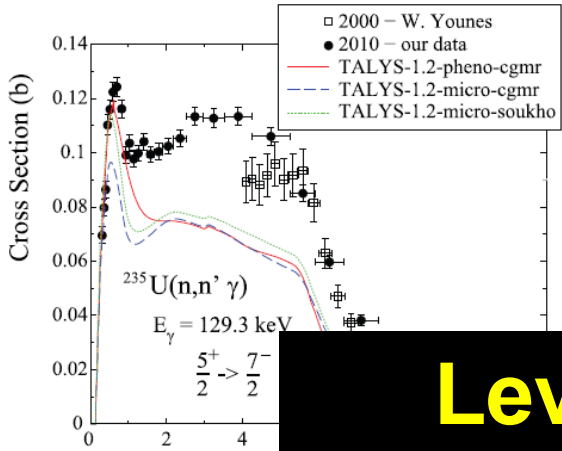 2000 – W. Younes
2010 – our data
TALYS-1.2-pheno-cgmr
TALYS-1.2-micro-cgmr
TALYS-1.2-micro-soukho
Cross Section (b)
0.14
0.12
0.1
0.08
0.06
0.04
0.02
0
²³⁵U(n,n' γ)
E_γ = 129.3 keV
5⁺/2 -> 7⁻/2
0 2 4
Lev